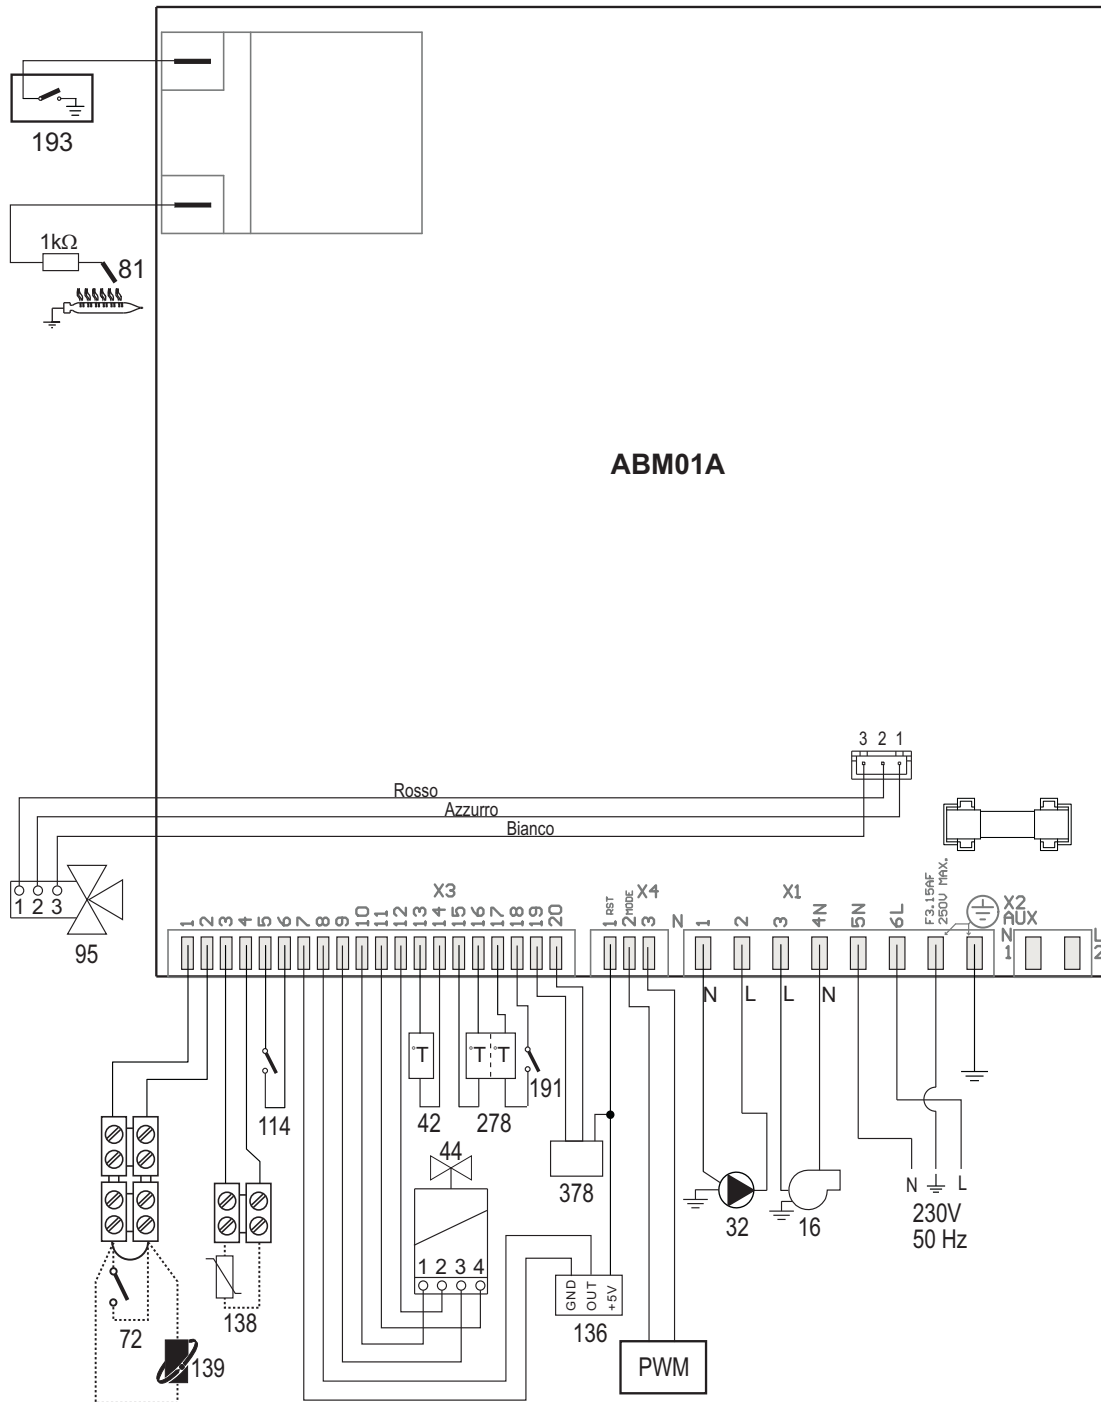 193
1kΩ
81
ABM01A
3 2 1
Rosso
Azzurro
Bianco
1 2 3
95
X3
1 2 3 4 5 6 7 8 9 10 11 12 13 14 15 16 17 18 19 20
X4
1 RST
2 MODE
3
N
X1
1 2 3 4N 5N 6L
F3.15AF
250V MAX.
X2
AUX
N
1
L
2
N L L N
°T
°T °T
191
114
42
278
44
378
32
16
N L
230V
50 Hz
1 2 3 4
GND
OUT
+5V
136
138
72
139
PWM